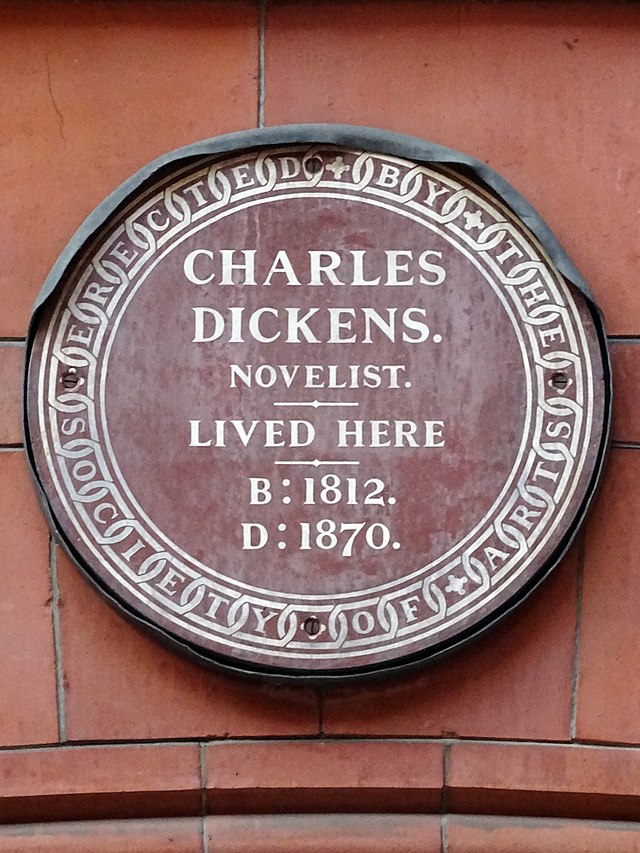 ERECTED BY THE
SOCIETY OF ARTS
CHARLES
DICKENS.
NOVELIST.
LIVED HERE
B:1812.
D:1870.